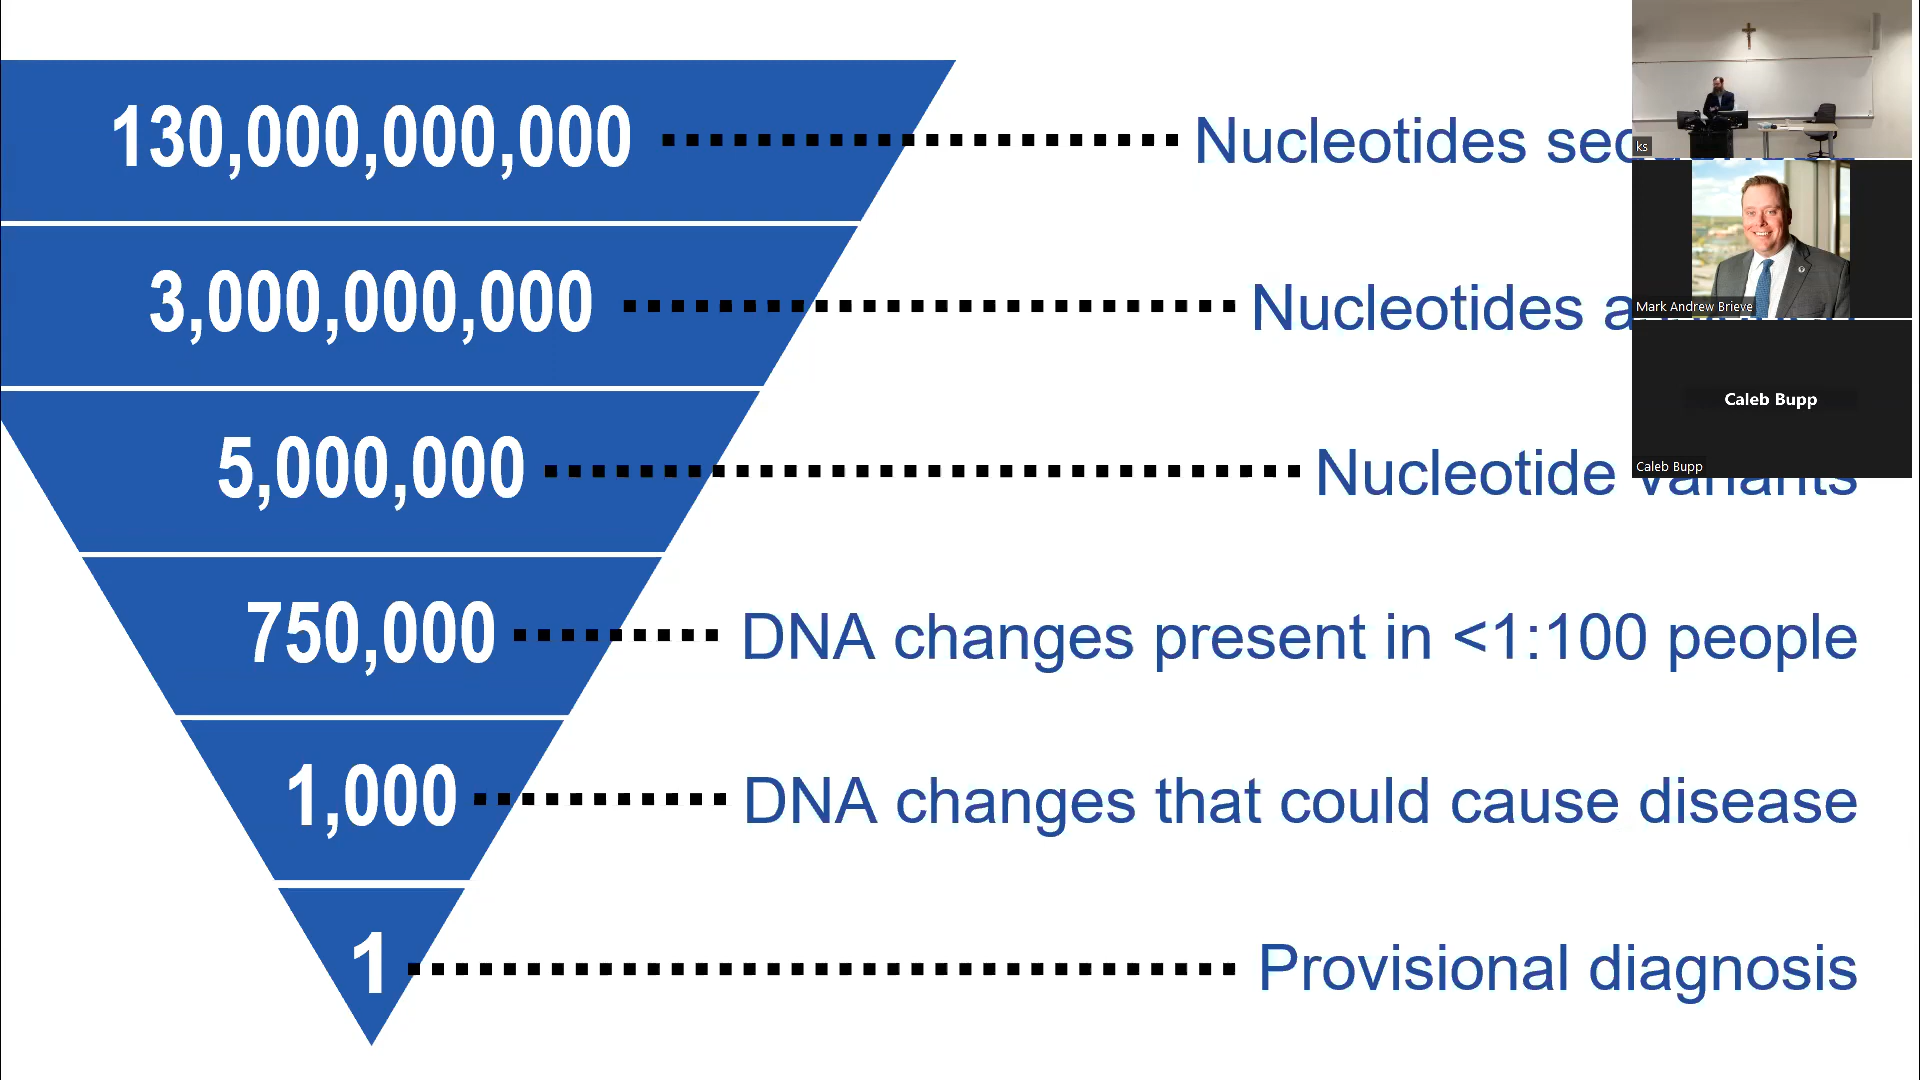 130,000,000,000 Nucleotides
3,000,000,000 Nucleotides
5,000,000 Nucleotide variants
750,000 DNA changes present in <1:100 people
1,000 DNA changes that could cause disease
1 Provisional diagnosis
ks
Mark Andrew Brieve
Caleb Bupp
Caleb Bupp